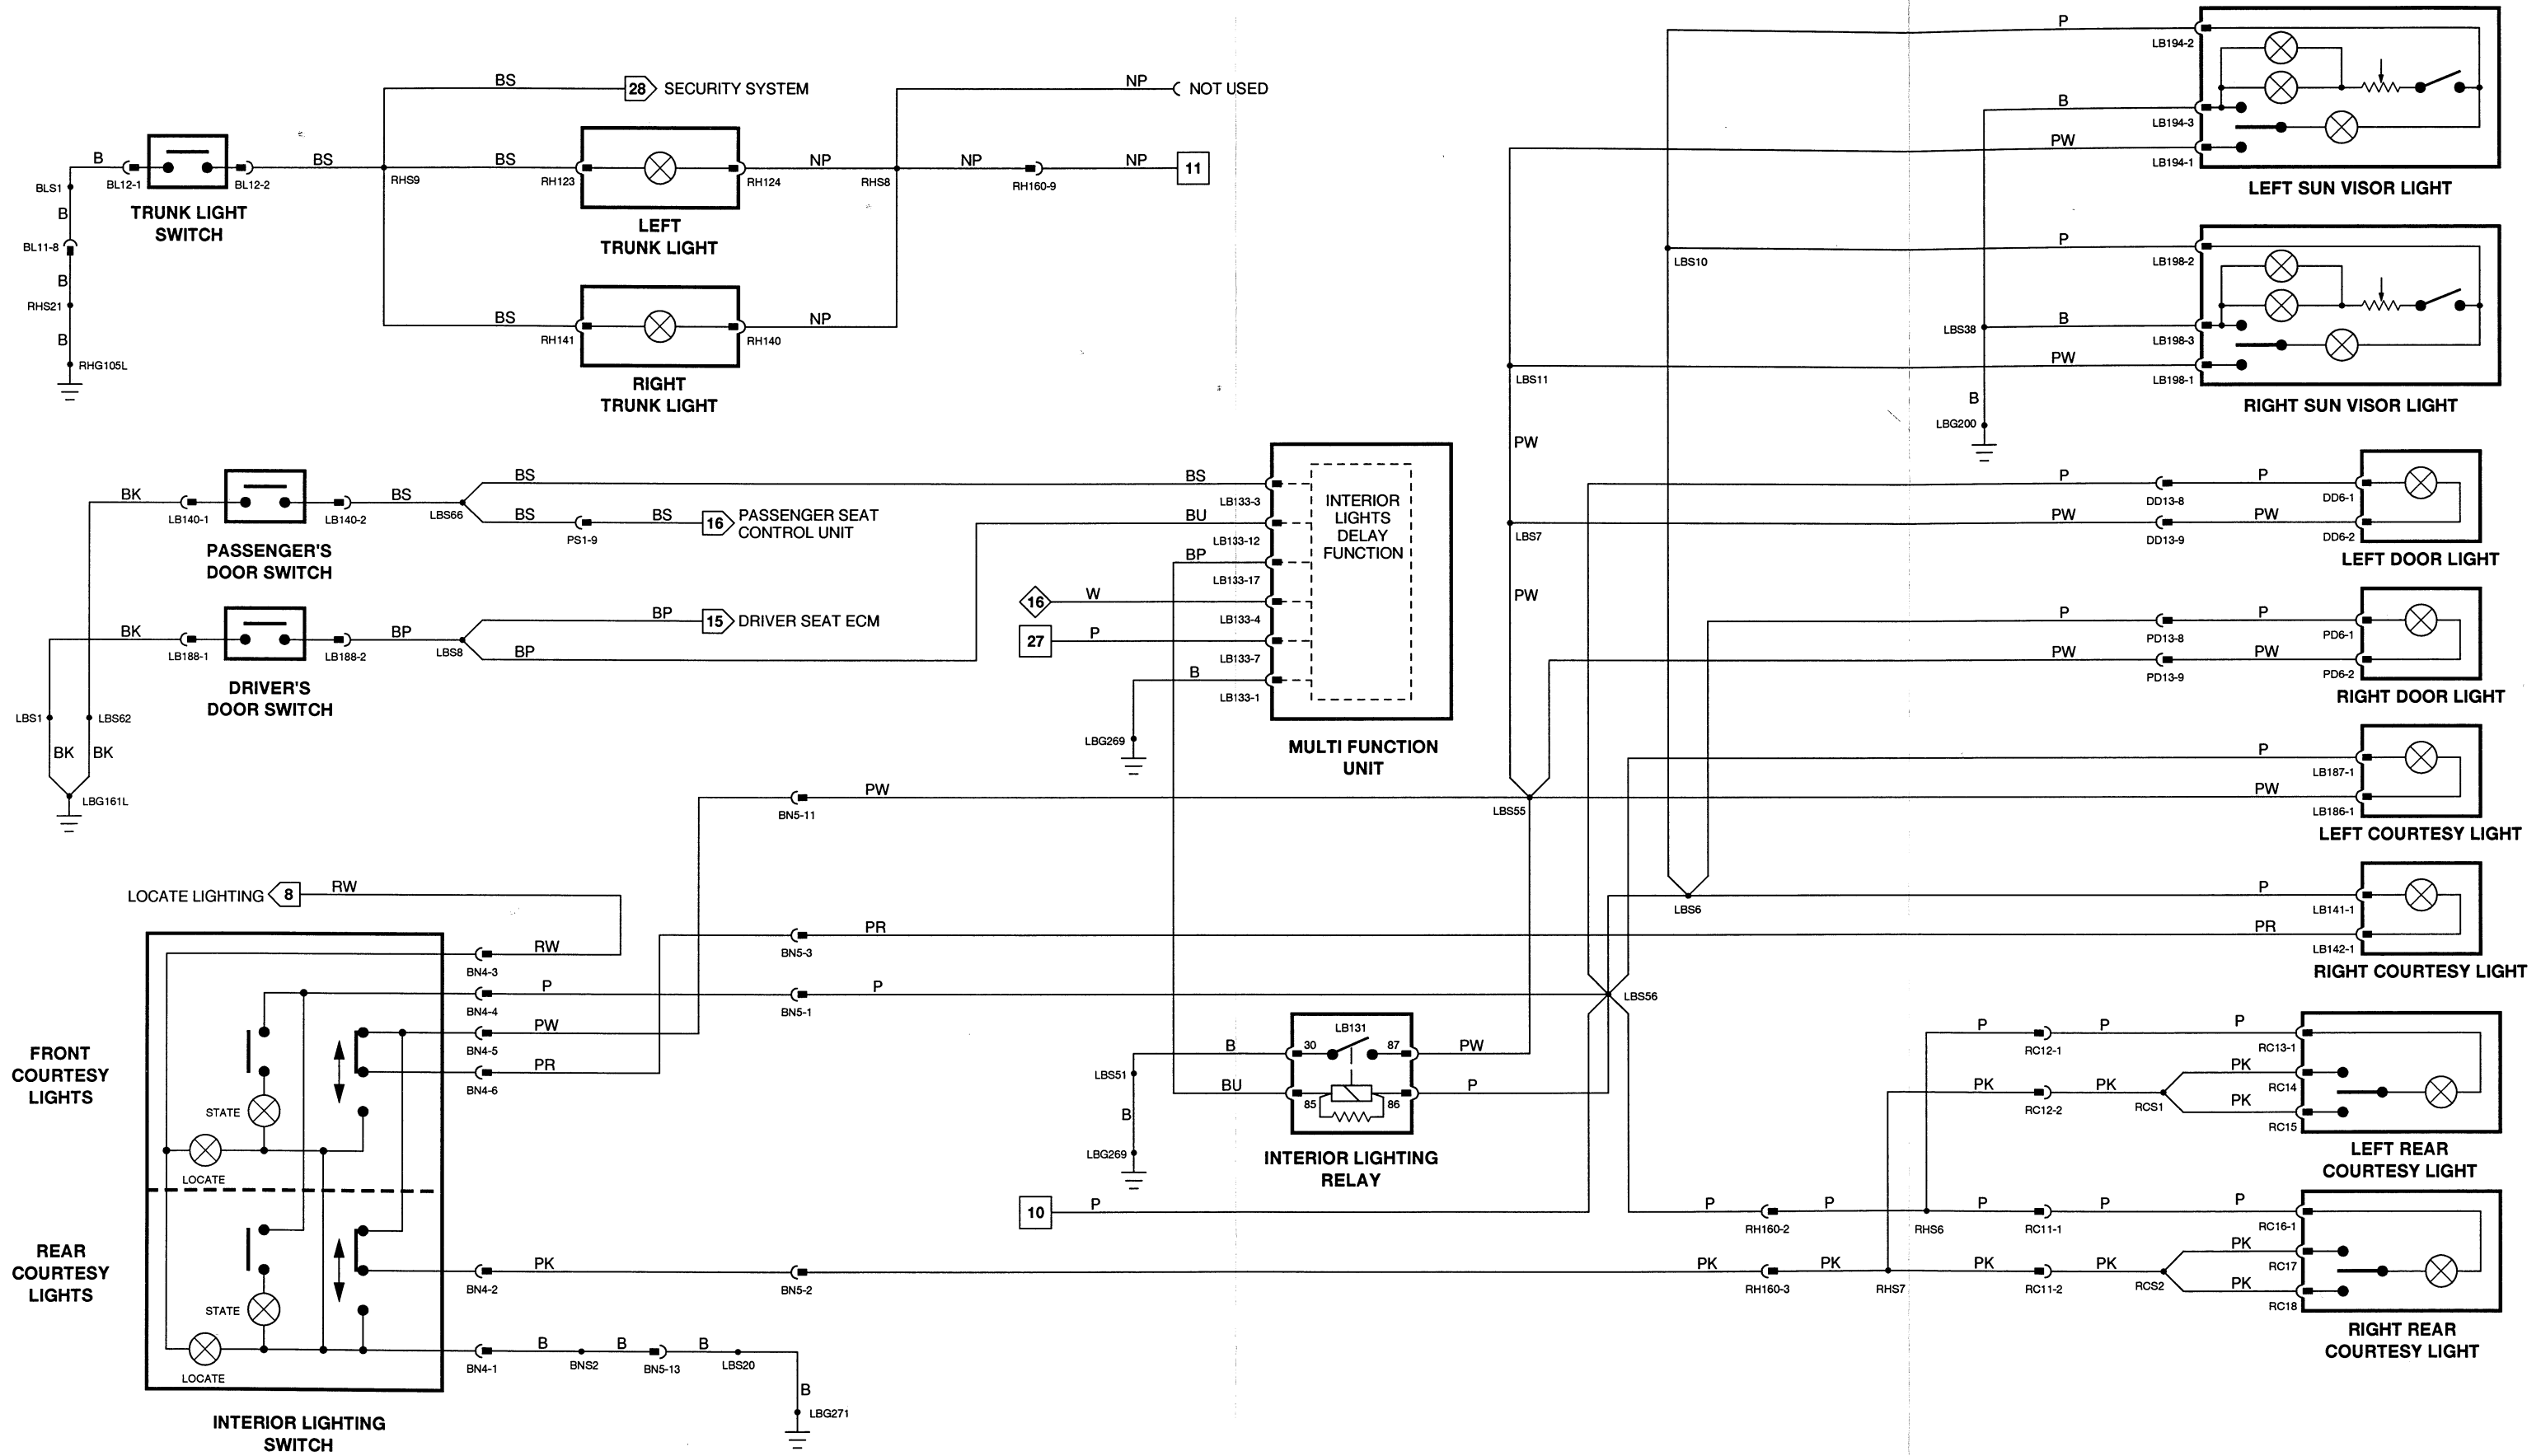 P
LB194-2
B
LB194-3
PW
LB194-1
LEFT SUN VISOR LIGHT
BS
28
SECURITY SYSTEM
NP
NOT USED
B
BL12-1
BL12-2
BS
RHS9
BS
RH123
RH124
NP
RHS8
NP
RH160-9
NP
11
BLS1
B
TRUNK LIGHT
SWITCH
LEFT
TRUNK LIGHT
BL11-8
B
RHS21
B
RHG105L
BS
RH141
RH140
NP
RIGHT
TRUNK LIGHT
P
LBS10
LB198-2
LBS38
B
LB198-3
PW
LBS11
LB198-1
RIGHT SUN VISOR LIGHT
B
LBG200
PW
BK
LB140-1
LB140-2
BS
LBS66
BS
BS
LB133-3
BS
PS1-9
BS
16
PASSENGER SEAT
CONTROL UNIT
PASSENGER'S
DOOR SWITCH
BU
LB133-12
BP
LB133-17
INTERIOR
LIGHTS
DELAY
FUNCTION
16
W
LB133-4
27
P
LB133-7
B
LB133-1
LBG269
MULTI FUNCTION
UNIT
BK
LB188-1
LB188-2
BP
LBS8
BP
15
DRIVER SEAT ECM
BP
DRIVER'S
DOOR SWITCH
LBS1
LBS62
BK
BK
LBG161L
P
DD13-8
P
DD6-1
LBS7
PW
DD13-9
PW
DD6-2
LEFT DOOR LIGHT
PW
P
PD13-8
P
PD6-1
PW
PD13-9
PW
PD6-2
RIGHT DOOR LIGHT
P
LB187-1
BN5-11
PW
LBS55
PW
LB186-1
LEFT COURTESY LIGHT
LOCATE LIGHTING
8
RW
LBS6
P
LB141-1
BN5-3
PR
PR
LB142-1
RIGHT COURTESY LIGHT
RW
BN4-3
P
BN4-4
BN5-1
P
LBS56
PW
BN4-5
PR
BN4-6
FRONT
COURTESY
LIGHTS
STATE
LOCATE
LB131
30
87
85
86
B
PW
LBS51
BU
P
B
LBG269
INTERIOR LIGHTING
RELAY
P
RC12-1
P
P
RC13-1
PK
RC12-2
PK
RCS1
PK
RC14
PK
RC15
LEFT REAR
COURTESY LIGHT
10
P
P
RH160-2
P
RHS6
P
RC11-1
P
P
RC16-1
REAR
COURTESY
LIGHTS
STATE
LOCATE
PK
BN4-2
BN5-2
PK
RH160-3
PK
RHS7
PK
RC11-2
PK
RCS2
PK
RC17
PK
RC18
RIGHT REAR
COURTESY LIGHT
BN4-1
B
BNS2
B
BN5-13
B
LBS20
B
LBG271
INTERIOR LIGHTING
SWITCH